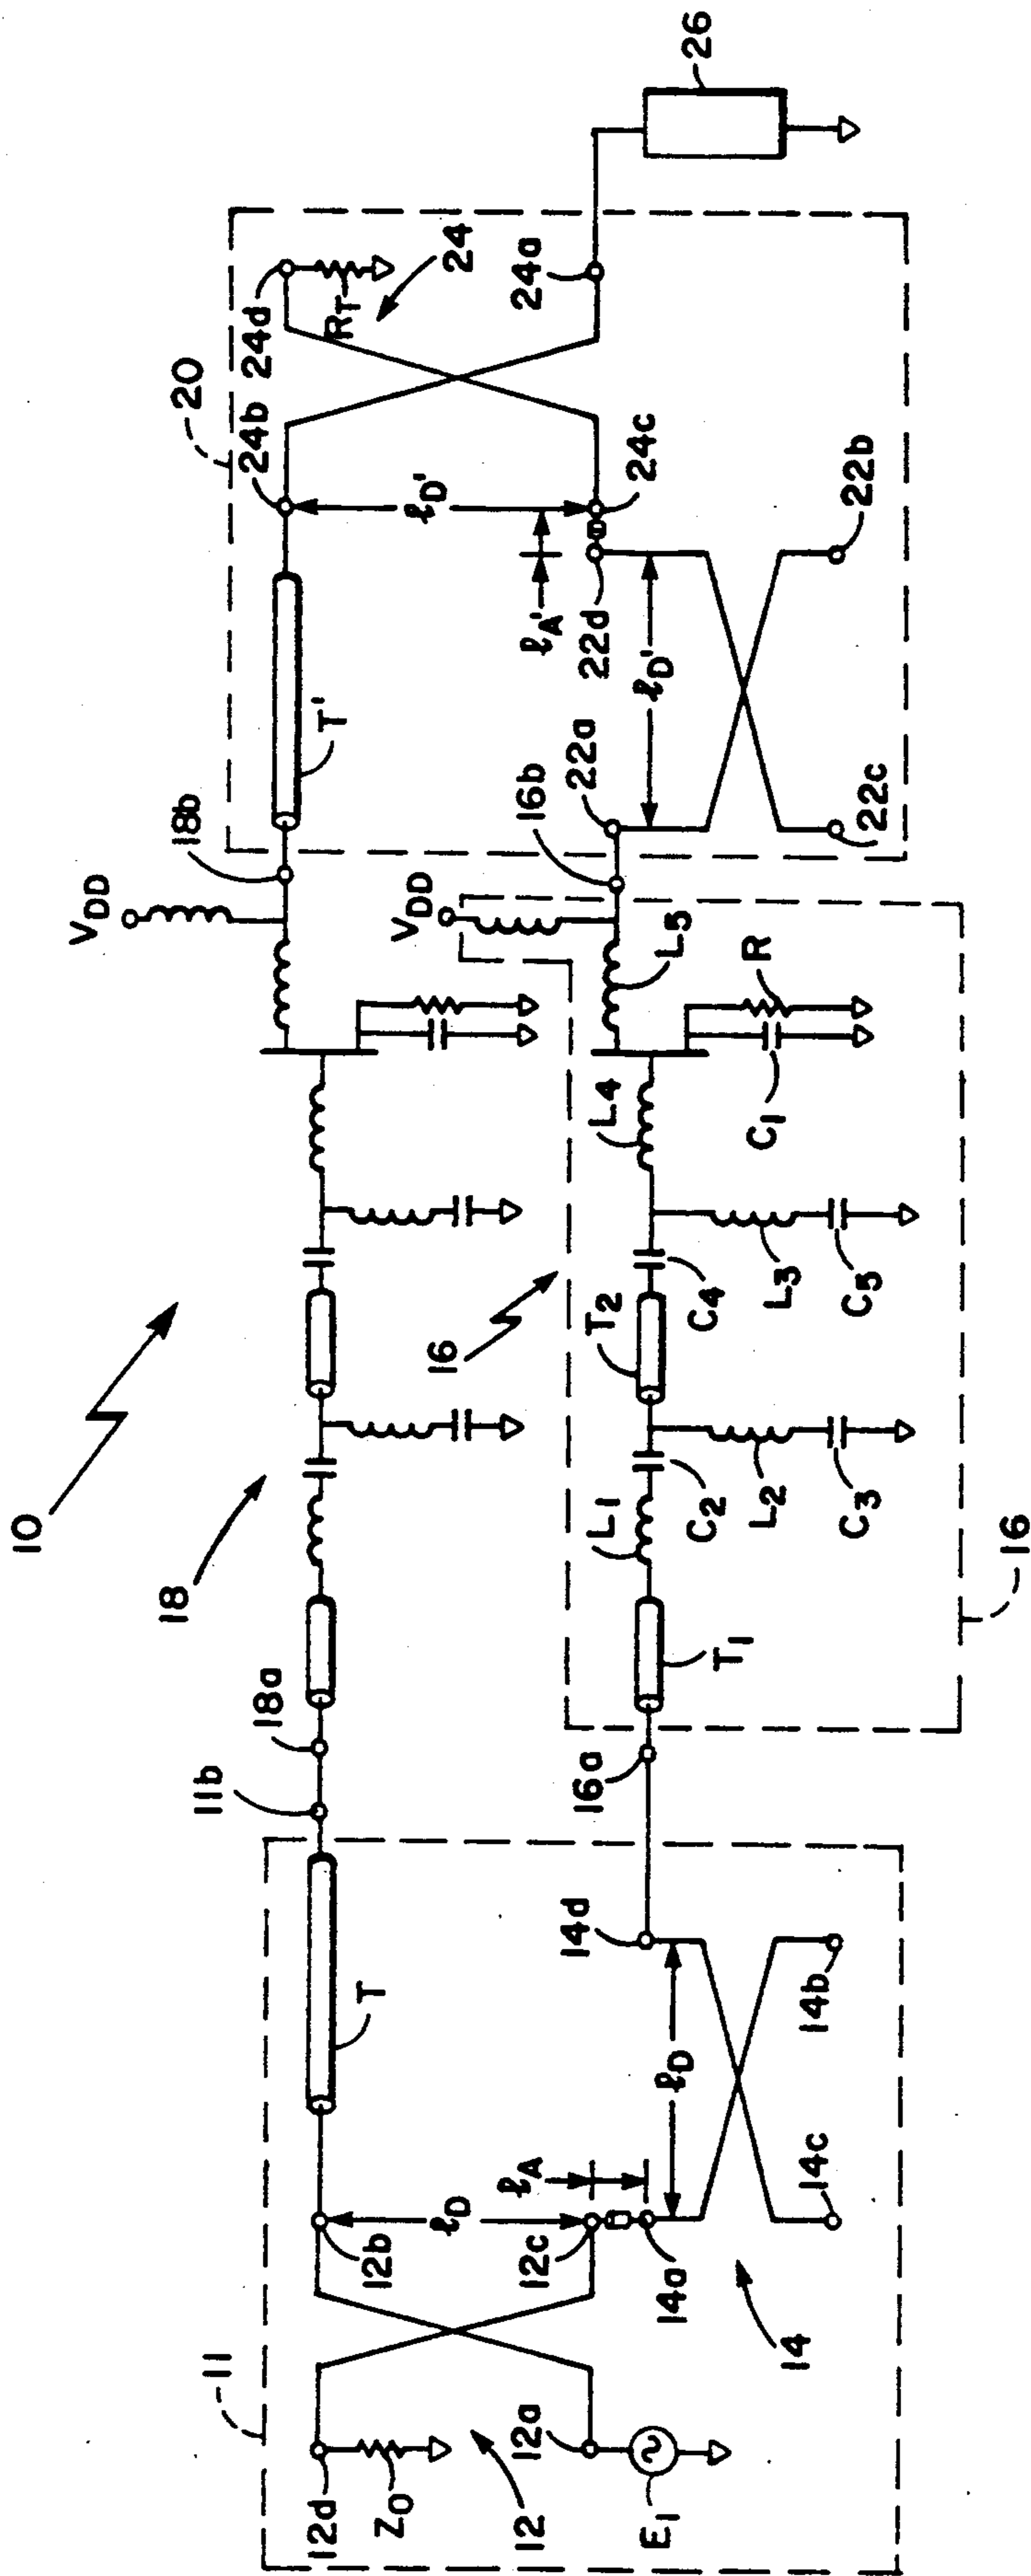 10
11
12d
Z₀
12
12a
E₁
12b
ℓ_D
12c
ℓ_A
14a
14
T
ℓ_D
14d
14c
14b
11b
18a
18
16a
T₁
L₁
C₂
L₂
C₃
16
T₂
C₄
L₃
C₅
L₄
C₁
R
L₅
16
V_DD
V_DD
18b
16b
T'
20
22a
ℓ_D'
22d
ℓ_A'
22c
22b
24b
ℓ_D'
24c
24d
R_T
24
24a
26